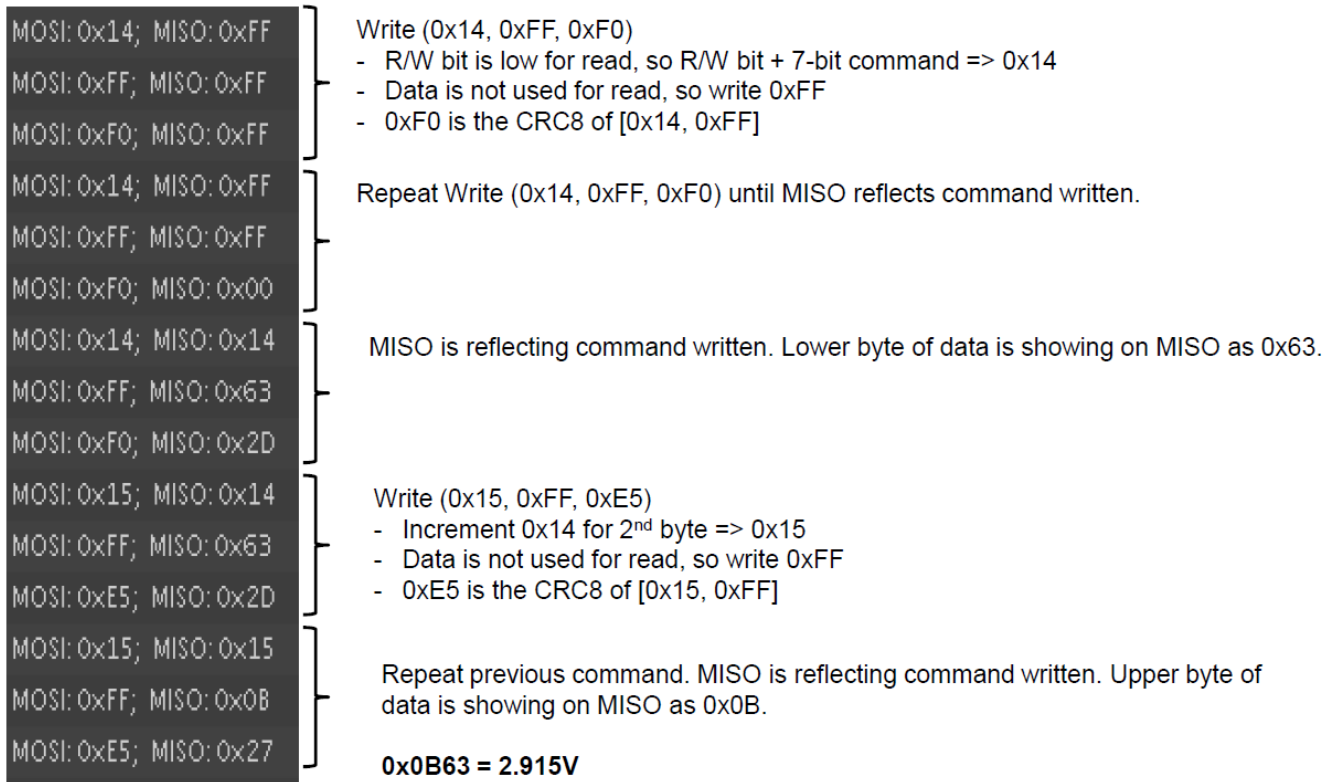 MOSI: 0x14; MISO: 0xFF
MOSI: 0xFF; MISO: 0xFF
MOSI: 0xF0; MISO: 0xFF
Write (0x14, 0xFF, 0xF0)
- R/W bit is low for read, so R/W bit + 7-bit command => 0x14
- Data is not used for read, so write 0xFF
- 0xF0 is the CRC8 of [0x14, 0xFF]
MOSI: 0x14; MISO: 0xFF
MOSI: 0xFF; MISO: 0xFF
MOSI: 0xF0; MISO: 0x00
Repeat Write (0x14, 0xFF, 0xF0) until MISO reflects command written.
MOSI: 0x14; MISO: 0x14
MOSI: 0xFF; MISO: 0x63
MOSI: 0xF0; MISO: 0x2D
MISO is reflecting command written. Lower byte of data is showing on MISO as 0x63.
MOSI: 0x15; MISO: 0x14
MOSI: 0xFF; MISO: 0x63
MOSI: 0xE5; MISO: 0x2D
Write (0x15, 0xFF, 0xE5)
- Increment 0x14 for 2nd byte => 0x15
- Data is not used for read, so write 0xFF
- 0xE5 is the CRC8 of [0x15, 0xFF]
MOSI: 0x15; MISO: 0x15
MOSI: 0xFF; MISO: 0x0B
MOSI: 0xE5; MISO: 0x27
Repeat previous command. MISO is reflecting command written. Upper byte of
data is showing on MISO as 0x0B.
0x0B63 = 2.915V